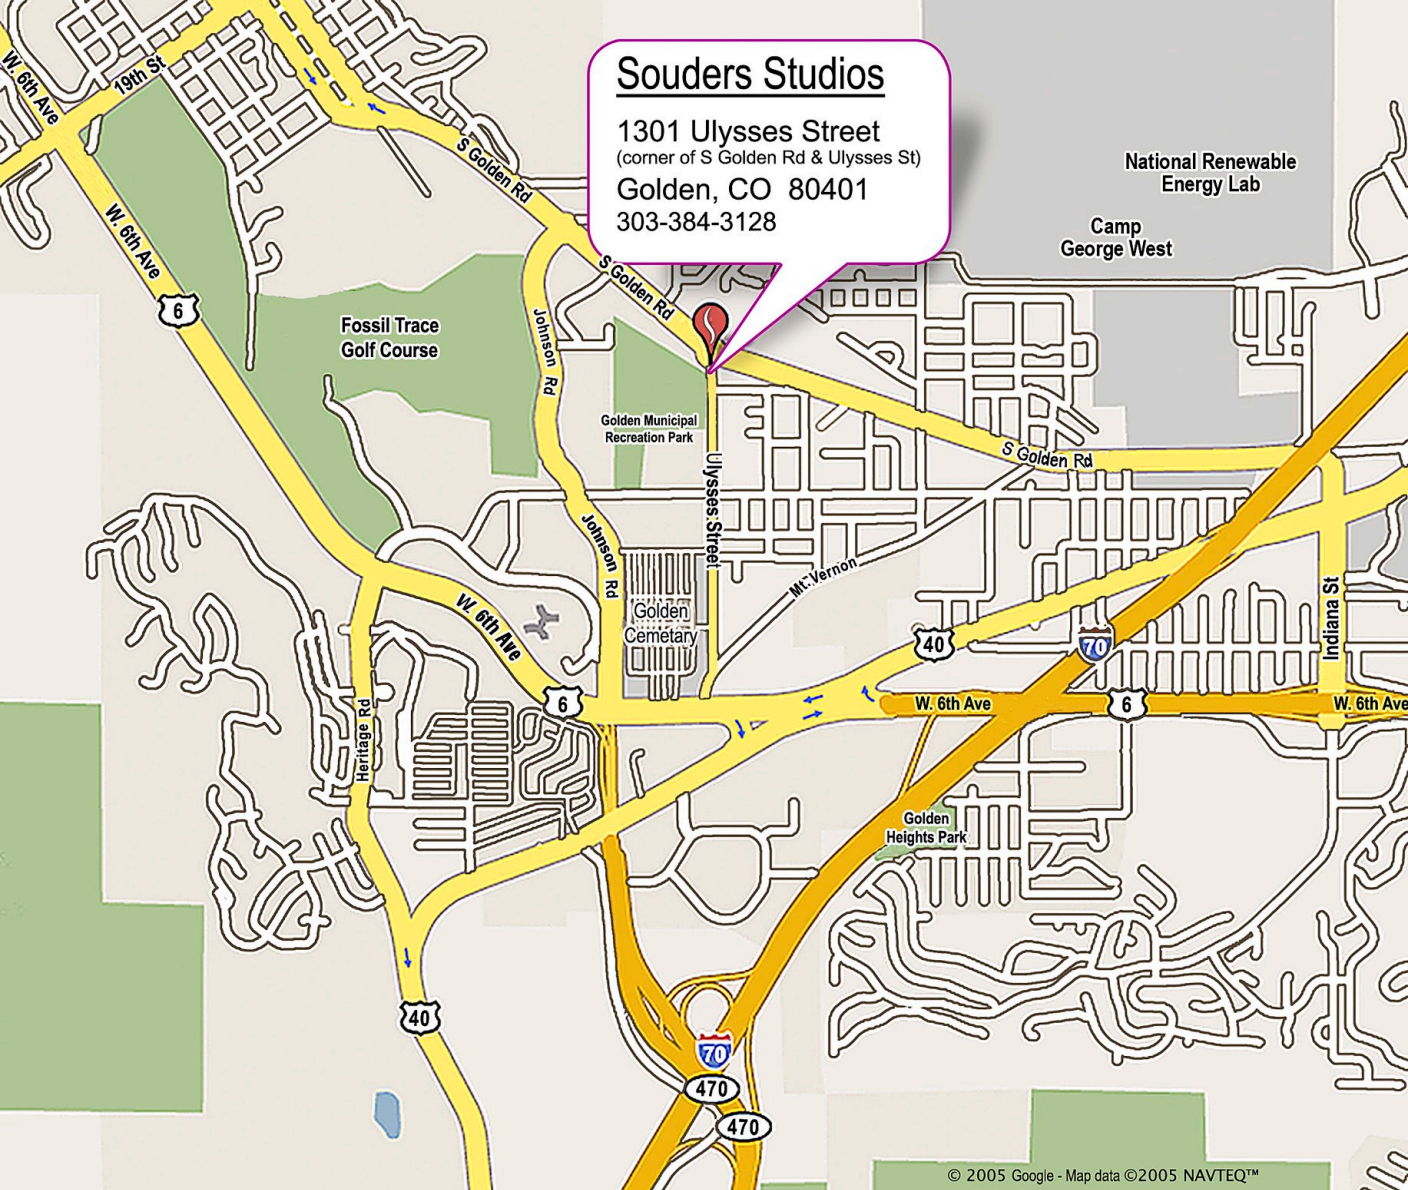 Souders Studios
1301 Ulysses Street
(corner of S Golden Rd & Ulysses St)
Golden, CO 80401
303-384-3128
W. 6th Ave
19th St
S Golden Rd
National Renewable
Energy Lab
Camp
George West
W. 6th Ave
6
S Golden Rd
Fossil Trace
Golf Course
Johnson Rd
Golden Municipal
Recreation Park
S Golden Rd
Ulysses Street
Johnson Rd
Mt. Vernon
Golden
Cemetary
W. 6th Ave
Indiana St
40
70
6
W. 6th Ave
6
W. 6th Ave
Heritage Rd
Golden
Heights Park
40
70
470
470
© 2005 Google - Map data ©2005 NAVTEQ™